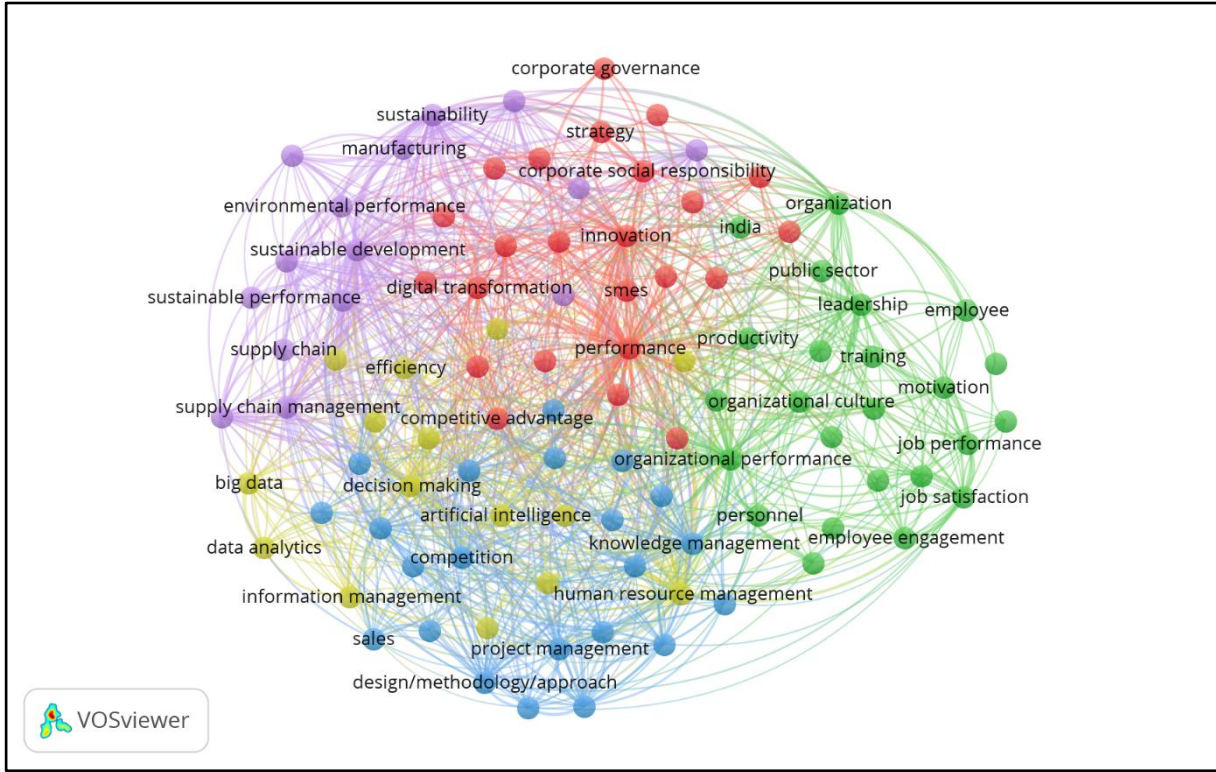 corporate governance
sustainability
strategy
manufacturing
corporate social responsibility
environmental performance
organization
innovation
india
sustainable development
public sector
digital transformation
smes
sustainable performance
leadership
employee
productivity
performance
supply chain
training
efficiency
motivation
supply chain management
organizational culture
competitive advantage
job performance
organizational performance
big data
decision making
job satisfaction
artificial intelligence
personnel
data analytics
competition
knowledge management
employee engagement
information management
human resource management
sales
project management
design/methodology/approach
VOSviewer